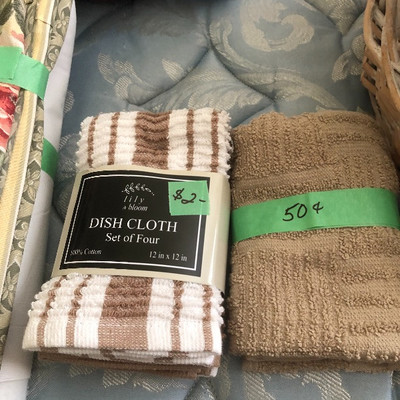 $2-
lily
& bloom
DISH CLOTH
Set of Four
100% Cotton
12 in x 12 in
50¢